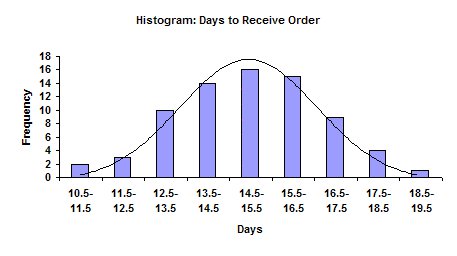 Histogram: Days to Receive Order
18
16
14
12
10
8
6
4
2
0
Frequency
10.5- 11.5- 12.5- 13.5- 14.5- 15.5- 16.5- 17.5- 18.5-
11.5 12.5 13.5 14.5 15.5 16.5 17.5 18.5 19.5
Days